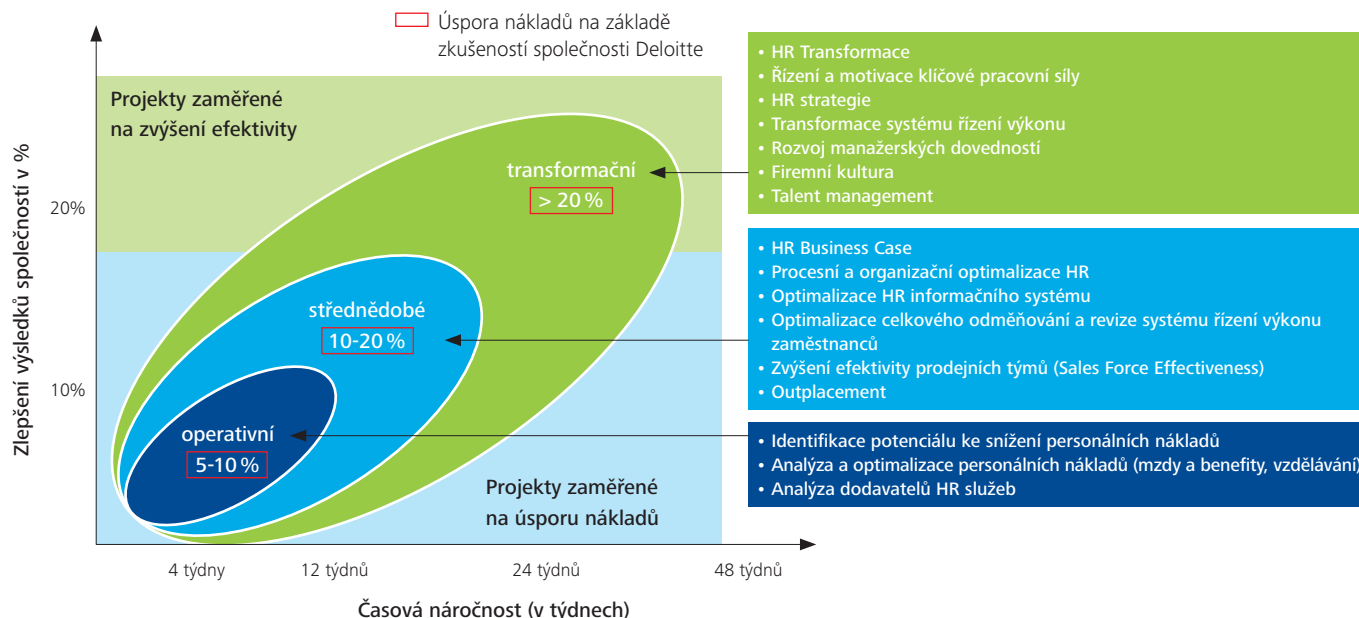 Úspora nákladů na základě
zkušeností společnosti Deloitte
Zlepšení výsledků společností v %
20%
10%
Projekty zaměřené
na zvýšení efektivity
transformační
> 20 %
střednědobé
10-20 %
operativní
5-10 %
Projekty zaměřené
na úsporu nákladů
4 týdny
12 týdnů
24 týdnů
48 týdnů
Časová náročnost (v týdnech)
• HR Transformace
• Řízení a motivace klíčové pracovní síly
• HR strategie
• Transformace systému řízení výkonu
• Rozvoj manažerských dovedností
• Firemní kultura
• Talent management
• HR Business Case
• Procesní a organizační optimalizace HR
• Optimalizace HR informačního systému
• Optimalizace celkového odměňování a revize systému řízení výkonu
zaměstnanců
• Zvýšení efektivity prodejních týmů (Sales Force Effectiveness)
• Outplacement
• Identifikace potenciálu ke snížení personálních nákladů
• Analýza a optimalizace personálních nákladů (mzdy a benefity, vzdělávání)
• Analýza dodavatelů HR služeb